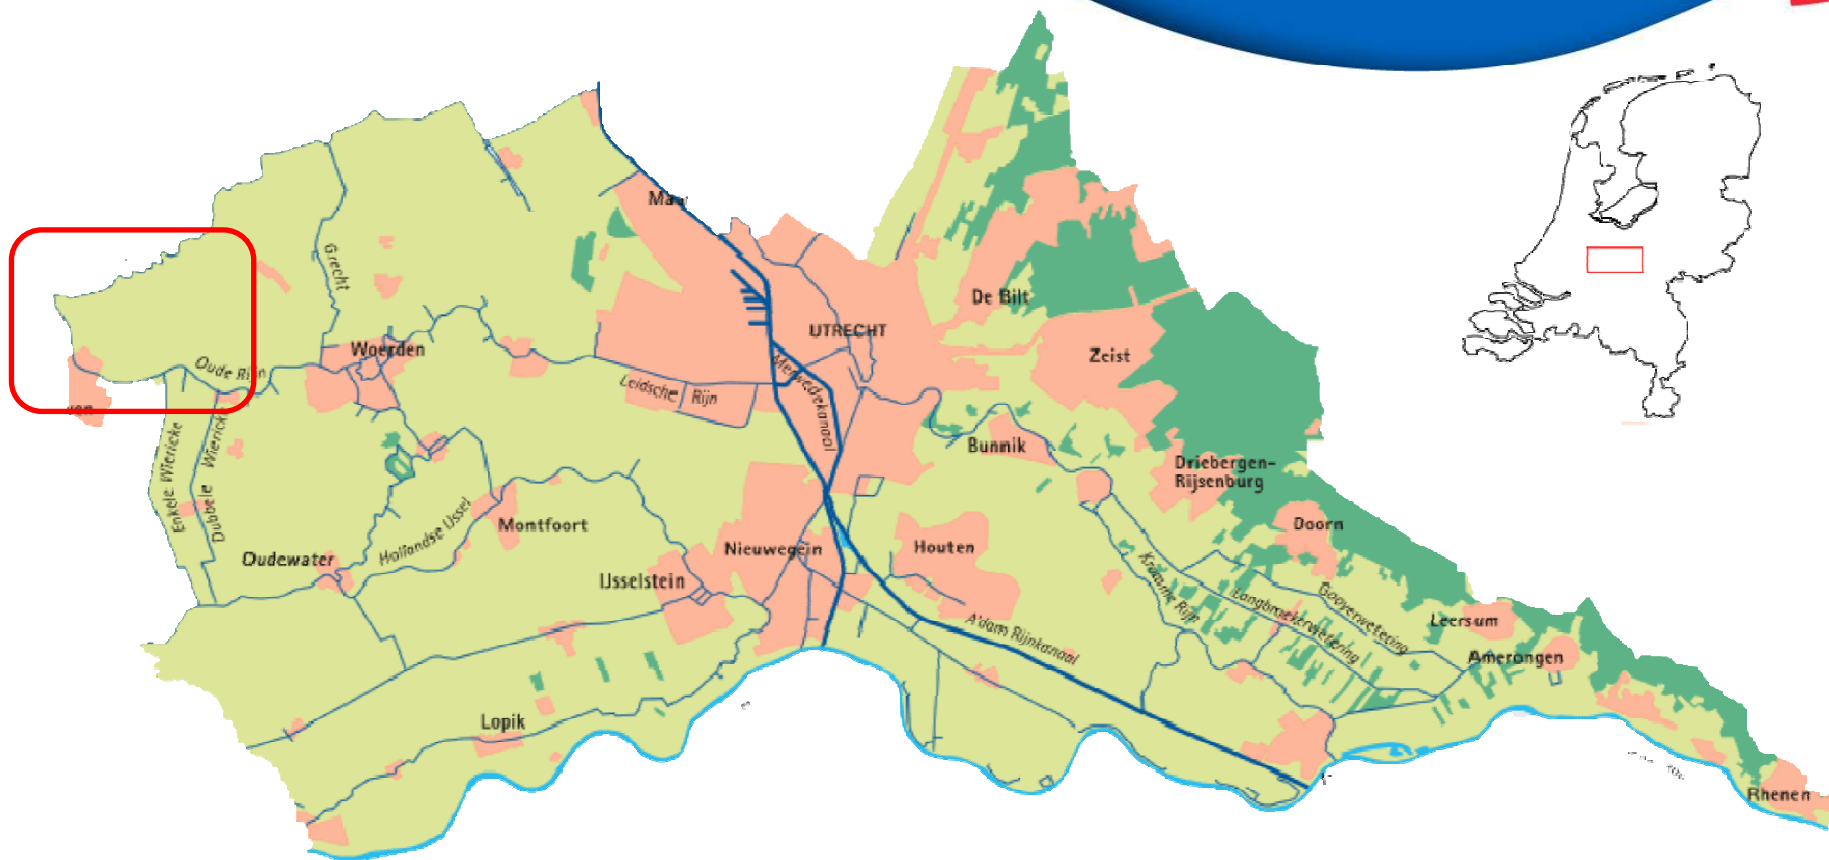 Maa
Grecht
De Bilt
UTRECHT
Woerden
Zeist
Oude Rijn
Merwedekanaal
Leidsche Rijn
ven
Enkele Wiericke
Dubbele Wiericke
Bunnik
Driebergen-
Rijsenburg
Hollandse IJssel
Montfoort
Doorn
Oudewater
Nieuwegein
Houten
IJsselstein
Kromme Rijn
Langbroekerwetering
Gooyerwetering
Leersum
A'dam Rijnkanaal
Amerongen
Lopik
Rhenen